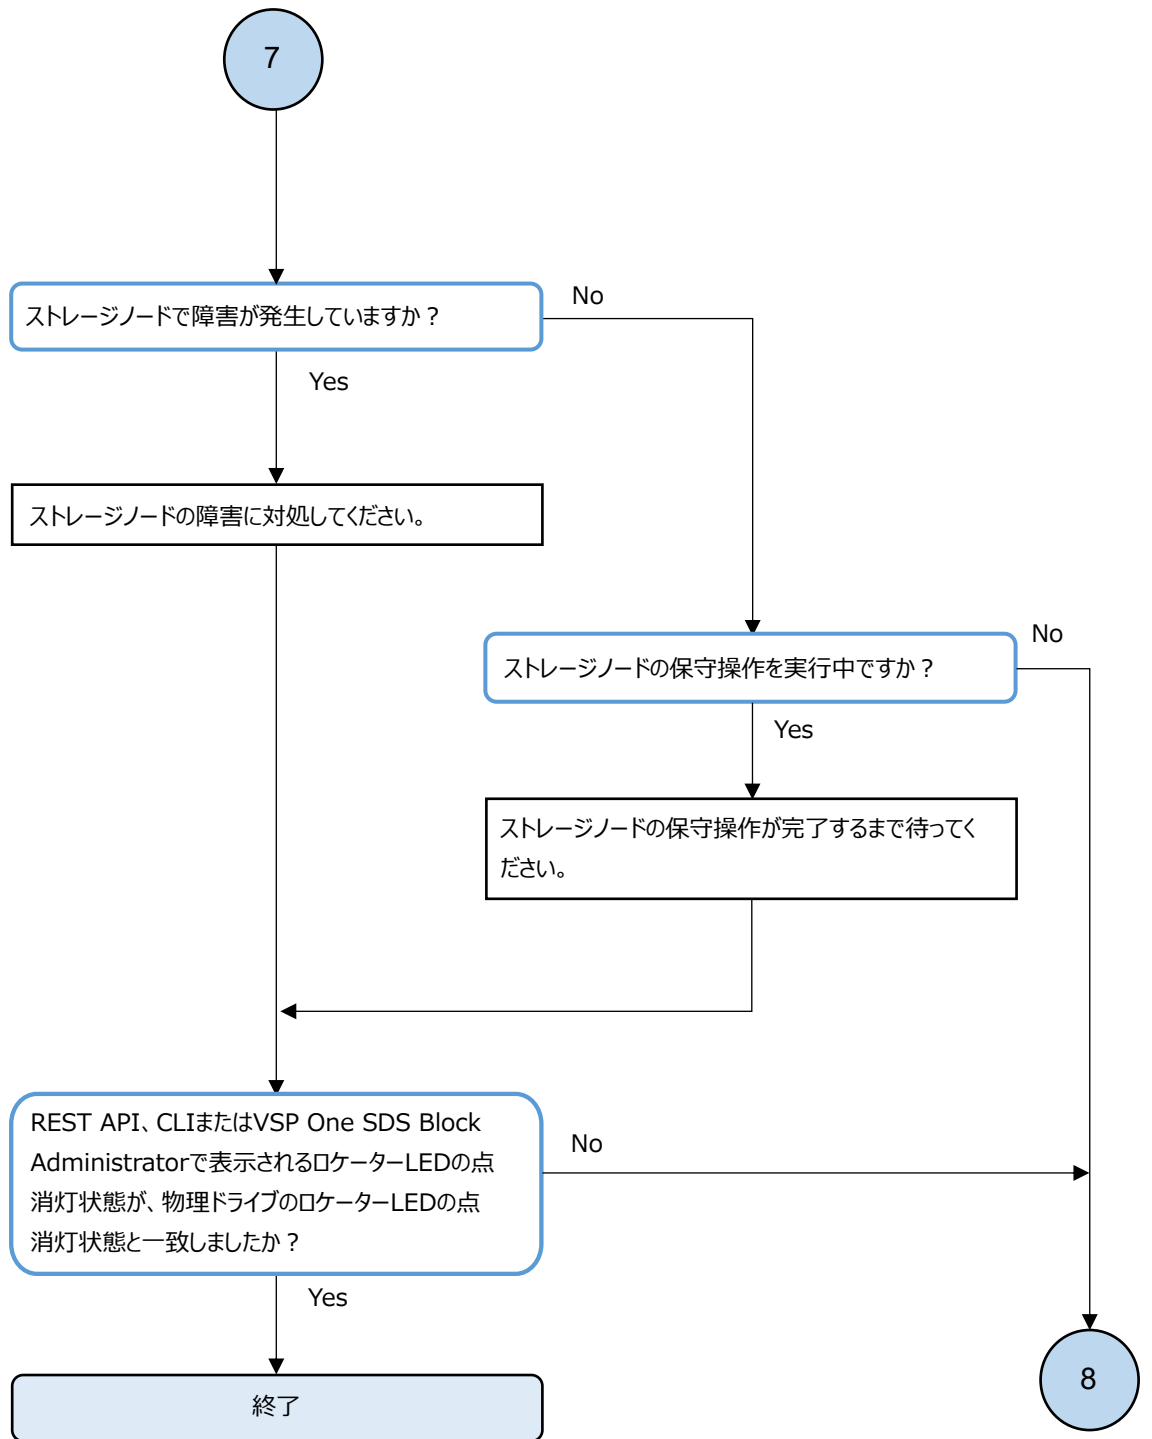 7
ストレージノードで障害が発生していますか？
No
Yes
ストレージノードの障害に対処してください。
No
ストレージノードの保守操作を実行中ですか？
Yes
ストレージノードの保守操作が完了するまで待ってく
ださい。
REST API、CLIまたはVSP One SDS Block
Administratorで表示されるロケーターLEDの点
消灯状態が、物理ドライブのロケーターLEDの点
消灯状態と一致しましたか？
No
Yes
終了
8